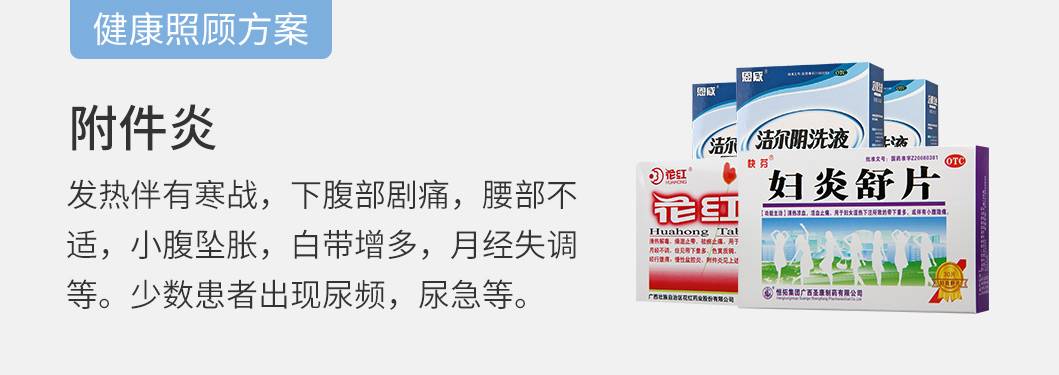 健康照顾方案
附件炎
发热伴有寒战，下腹部剧痛，腰部不
适，小腹坠胀，白带增多，月经失调
等。少数患者出现尿频，尿急等。
恩威
OTC
洁尔阴洗液
快芬
批准文号：国药准字Z20080381
OTC
妇炎舒片
花红
HUAHONG
花红
Huahong Tab
广西壮族自治区花红药业股份有限公司
恒拓集团广西圣康制药有限公司